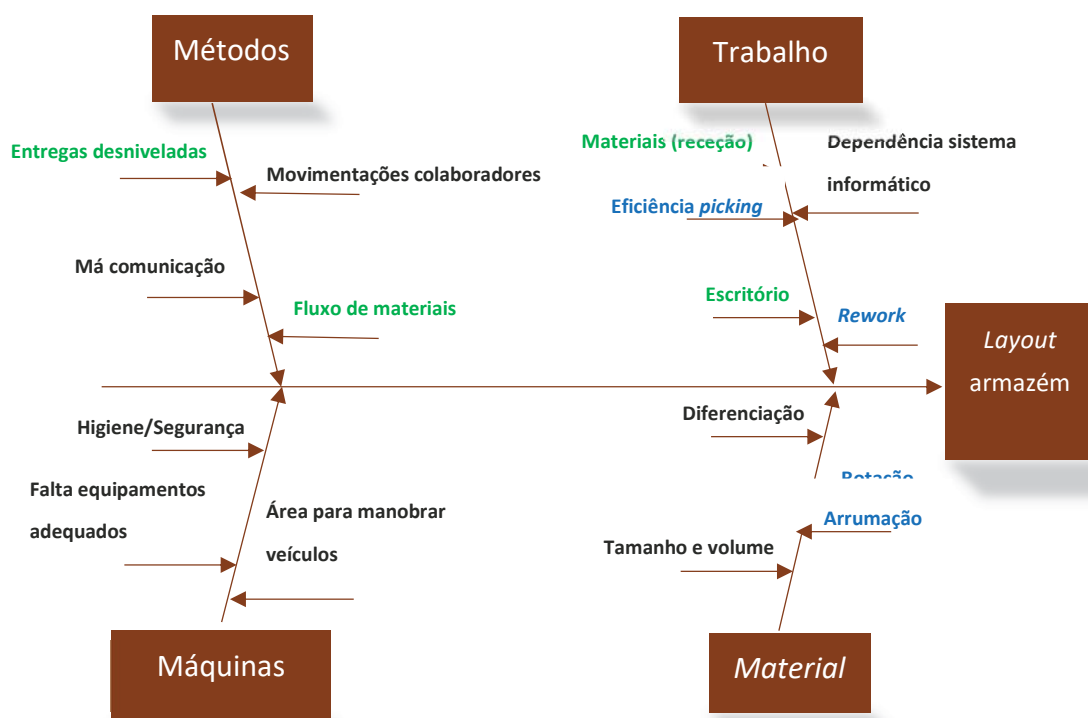 Métodos
Trabalho
Entregas desniveladas
Movimentações colaboradores
Má comunicação
Fluxo de materiais
Materiais (receção)
Dependência sistema
informático
Eficiência picking
Escritório
Rework
Layout
armazém
Higiene/Segurança
Falta equipamentos
adequados
Área para manobrar
veículos
Diferenciação
Rotação
Arrumação
Tamanho e volume
Máquinas
Material